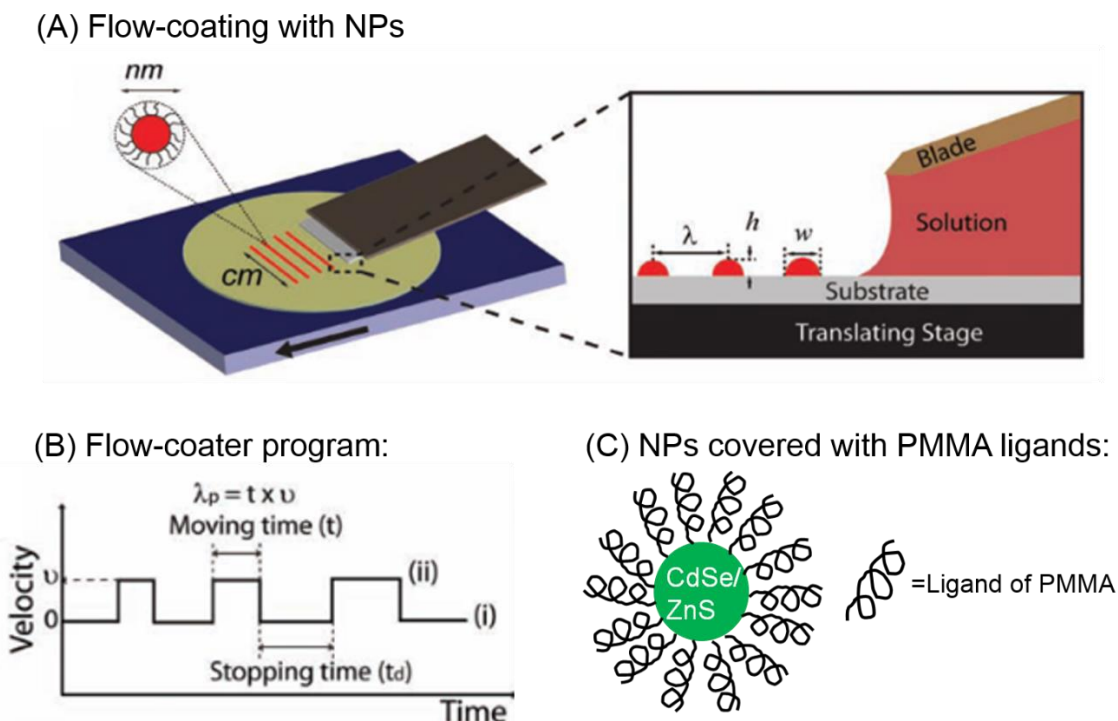 (A) Flow-coating with NPs
nm
cm
Blade
Solution
λ
h
w
Substrate
Translating Stage
(B) Flow-coater program:
λp = t x υ
Moving time (t)
Velocity
υ
0
(ii)
(i)
Stopping time (td)
Time
(C) NPs covered with PMMA ligands:
CdSe/
ZnS
=Ligand of PMMA